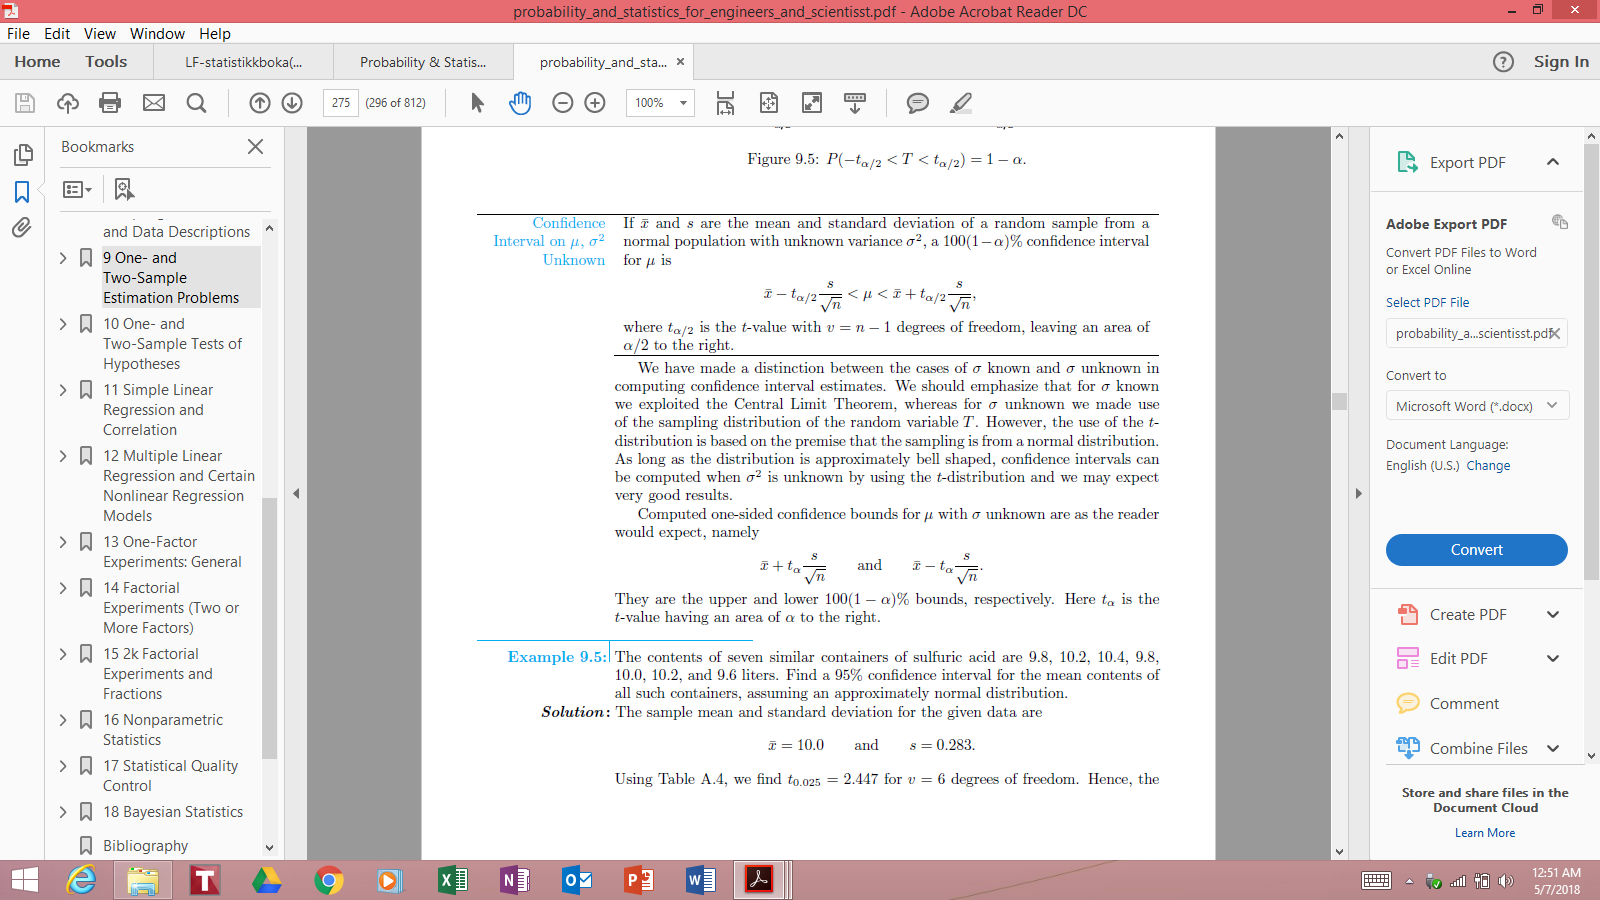 probability_and_statistics_for_engineers_and_scientisst.pdf - Adobe Acrobat Reader DC
File Edit View Window Help
Home Tools LF-statistikkboka(... Probability & Statis... probability_and_sta... × Sign In
275 (296 of 812) 100%
Bookmarks
and Data Descriptions
9 One- and
Two-Sample
Estimation Problems
10 One- and
Two-Sample Tests of
Hypotheses
11 Simple Linear
Regression and
Correlation
12 Multiple Linear
Regression and Certain
Nonlinear Regression
Models
13 One-Factor
Experiments: General
14 Factorial
Experiments (Two or
More Factors)
15 2k Factorial
Experiments and
Fractions
16 Nonparametric
Statistics
17 Statistical Quality
Control
18 Bayesian Statistics
Bibliography
Figure 9.5: P(−tα/2 < T < tα/2) = 1 − α.
Confidence
Interval on μ, σ²
Unknown
If x̄ and s are the mean and standard deviation of a random sample from a
normal population with unknown variance σ², a 100(1−α)% confidence interval
for μ is
x̄ − tα/2 s/√n < μ < x̄ + tα/2 s/√n,
where tα/2 is the t-value with v = n − 1 degrees of freedom, leaving an area of
α/2 to the right.
We have made a distinction between the cases of σ known and σ unknown in
computing confidence interval estimates. We should emphasize that for σ known
we exploited the Central Limit Theorem, whereas for σ unknown we made use
of the sampling distribution of the random variable T. However, the use of the t-
distribution is based on the premise that the sampling is from a normal distribution.
As long as the distribution is approximately bell shaped, confidence intervals can
be computed when σ² is unknown by using the t-distribution and we may expect
very good results.
Computed one-sided confidence bounds for μ with σ unknown are as the reader
would expect, namely
x̄ + tα s/√n and x̄ − tα s/√n.
They are the upper and lower 100(1 − α)% bounds, respectively. Here tα is the
t-value having an area of α to the right.
Example 9.5: The contents of seven similar containers of sulfuric acid are 9.8, 10.2, 10.4, 9.8,
10.0, 10.2, and 9.6 liters. Find a 95% confidence interval for the mean contents of
all such containers, assuming an approximately normal distribution.
Solution: The sample mean and standard deviation for the given data are
x̄ = 10.0 and s = 0.283.
Using Table A.4, we find t0.025 = 2.447 for v = 6 degrees of freedom. Hence, the
Export PDF
Adobe Export PDF
Convert PDF Files to Word
or Excel Online
Select PDF File
probability_a...scientisst.pdf
Convert to
Microsoft Word (*.docx)
Document Language:
English (U.S.) Change
Convert
Create PDF
Edit PDF
Comment
Combine Files
Store and share files in the
Document Cloud
Learn More
12:51 AM
5/7/2018